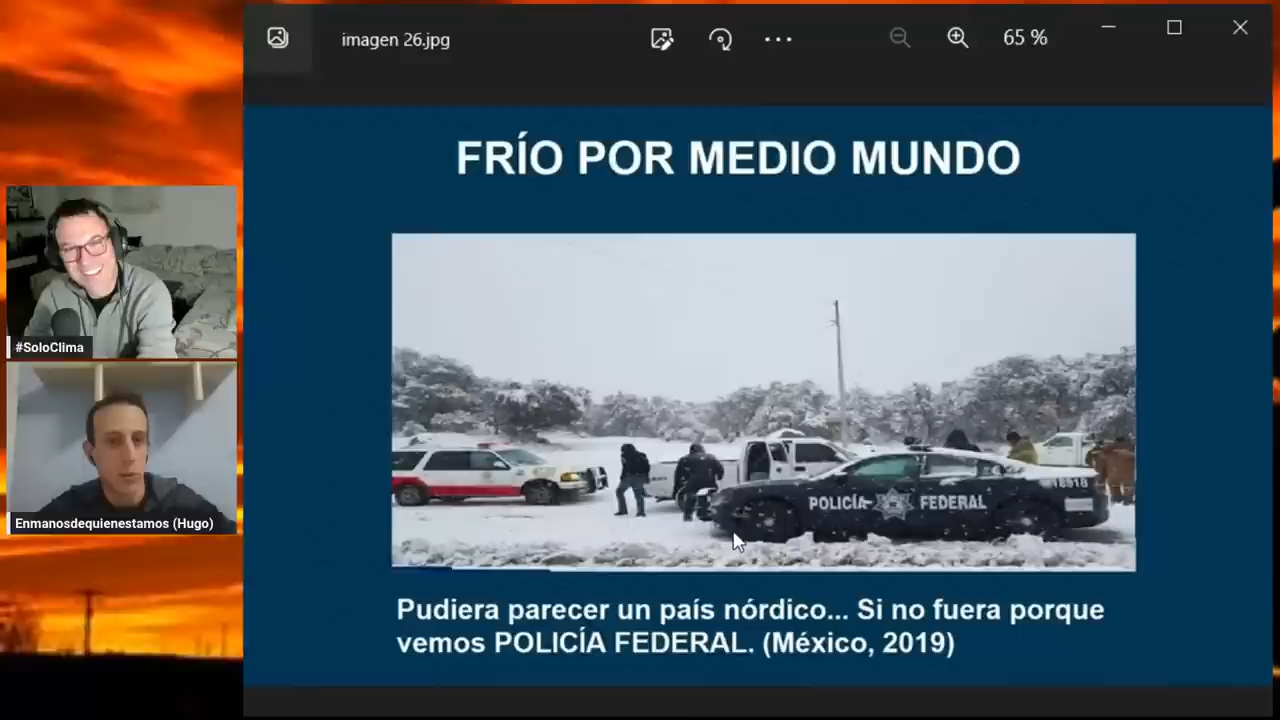 imagen 26.jpg
65 %
FRÍO POR MEDIO MUNDO
#SoloClima
POLICÍA FEDERAL
18918
Enmanosdequienestamos (Hugo)
Pudiera parecer un país nórdico... Si no fuera porque
vemos POLICÍA FEDERAL. (México, 2019)